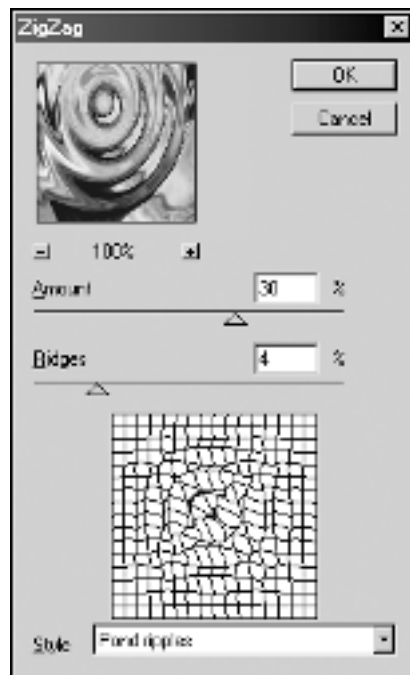 ZigZag
OK
Cancel
100%
Amount 30 %
Ridges 4 %
Style Pond ripples